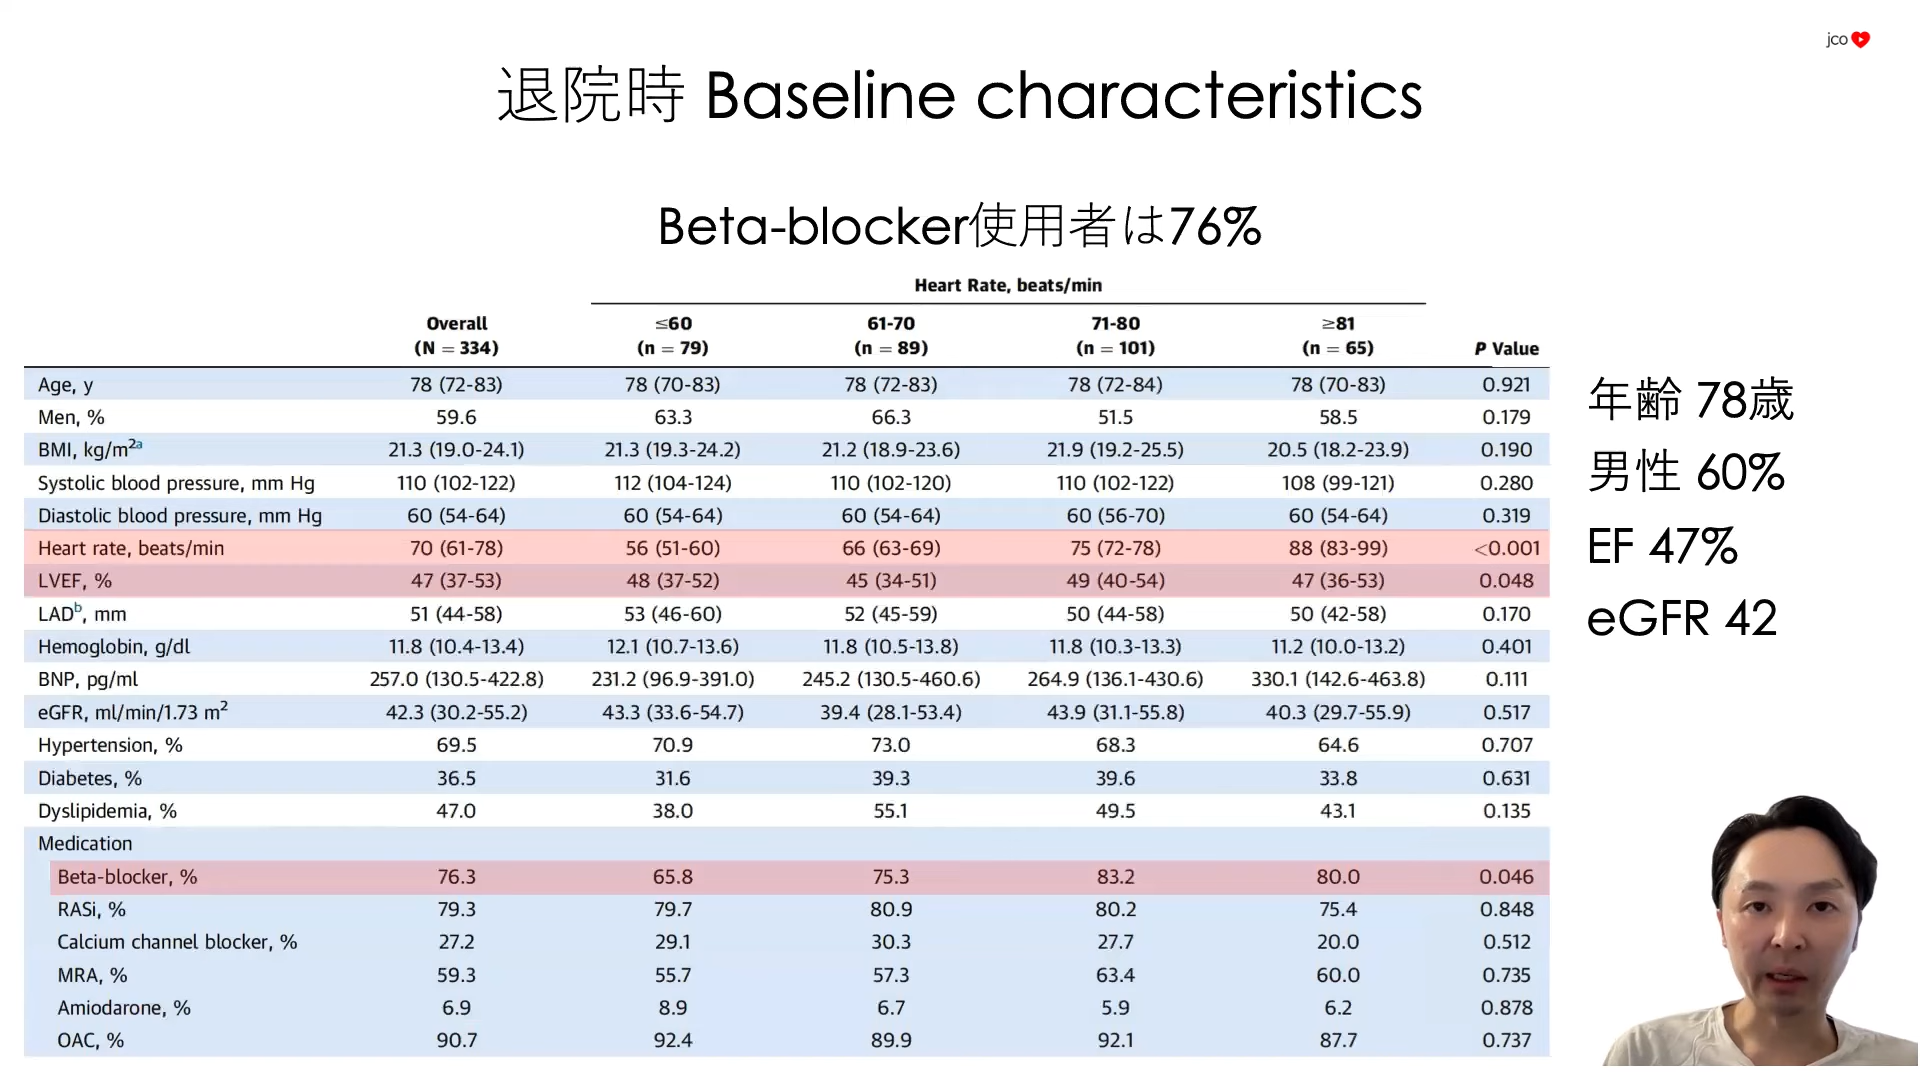 jco
退院時 Baseline characteristics
Beta-blocker使用者は76%
Heart Rate, beats/min
Overall ≤60 61-70 71-80 ≥81
(N = 334) (n = 79) (n = 89) (n = 101) (n = 65) P Value
Age, y 78 (72-83) 78 (70-83) 78 (72-83) 78 (72-84) 78 (70-83) 0.921
Men, % 59.6 63.3 66.3 51.5 58.5 0.179
BMI, kg/m²ᵃ 21.3 (19.0-24.1) 21.3 (19.3-24.2) 21.2 (18.9-23.6) 21.9 (19.2-25.5) 20.5 (18.2-23.9) 0.190
Systolic blood pressure, mm Hg 110 (102-122) 112 (104-124) 110 (102-120) 110 (102-122) 108 (99-121) 0.280
Diastolic blood pressure, mm Hg 60 (54-64) 60 (54-64) 60 (54-64) 60 (56-70) 60 (54-64) 0.319
Heart rate, beats/min 70 (61-78) 56 (51-60) 66 (63-69) 75 (72-78) 88 (83-99) <0.001
LVEF, % 47 (37-53) 48 (37-52) 45 (34-51) 49 (40-54) 47 (36-53) 0.048
LADᵇ, mm 51 (44-58) 53 (46-60) 52 (45-59) 50 (44-58) 50 (42-58) 0.170
Hemoglobin, g/dl 11.8 (10.4-13.4) 12.1 (10.7-13.6) 11.8 (10.5-13.8) 11.8 (10.3-13.3) 11.2 (10.0-13.2) 0.401
BNP, pg/ml 257.0 (130.5-422.8) 231.2 (96.9-391.0) 245.2 (130.5-460.6) 264.9 (136.1-430.6) 330.1 (142.6-463.8) 0.111
eGFR, ml/min/1.73 m² 42.3 (30.2-55.2) 43.3 (33.6-54.7) 39.4 (28.1-53.4) 43.9 (31.1-55.8) 40.3 (29.7-55.9) 0.517
Hypertension, % 69.5 70.9 73.0 68.3 64.6 0.707
Diabetes, % 36.5 31.6 39.3 39.6 33.8 0.631
Dyslipidemia, % 47.0 38.0 55.1 49.5 43.1 0.135
Medication
Beta-blocker, % 76.3 65.8 75.3 83.2 80.0 0.046
RASi, % 79.3 79.7 80.9 80.2 75.4 0.848
Calcium channel blocker, % 27.2 29.1 30.3 27.7 20.0 0.512
MRA, % 59.3 55.7 57.3 63.4 60.0 0.735
Amiodarone, % 6.9 8.9 6.7 5.9 6.2 0.878
OAC, % 90.7 92.4 89.9 92.1 87.7 0.737
年齢 78歳
男性 60%
EF 47%
eGFR 42